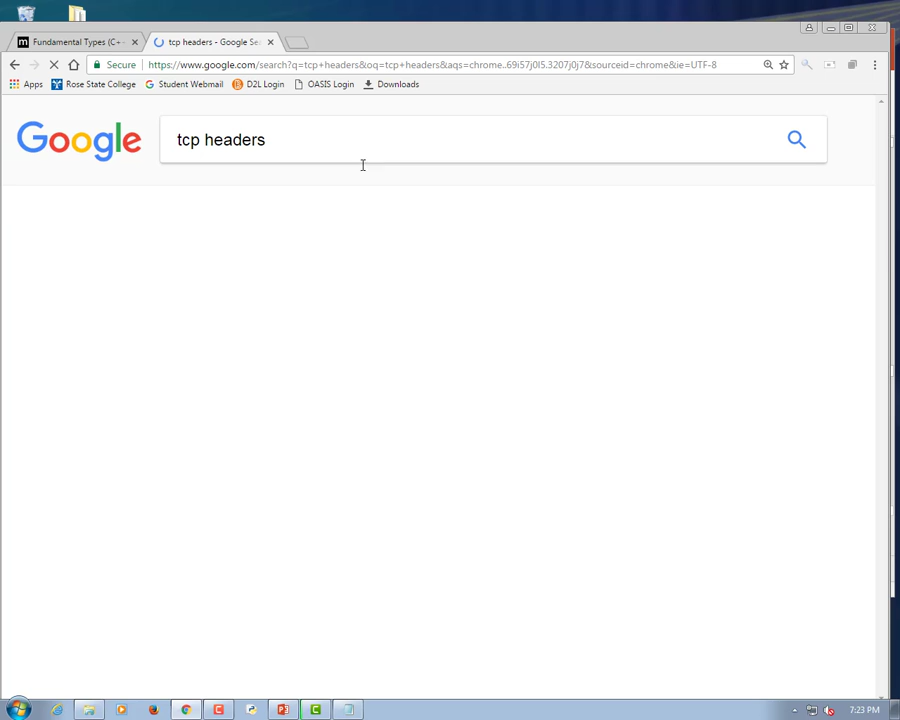 Fundamental Types (C+
tcp headers - Google Se
Secure
https://www.google.com/search?q=tcp+headers&oq=tcp+headers&aqs=chrome..69i57j0l5.3207j0j7&sourceid=chrome&ie=UTF-8
Apps
Rose State College
Student Webmail
D2L Login
OASIS Login
Downloads
Google
tcp headers
7:23 PM